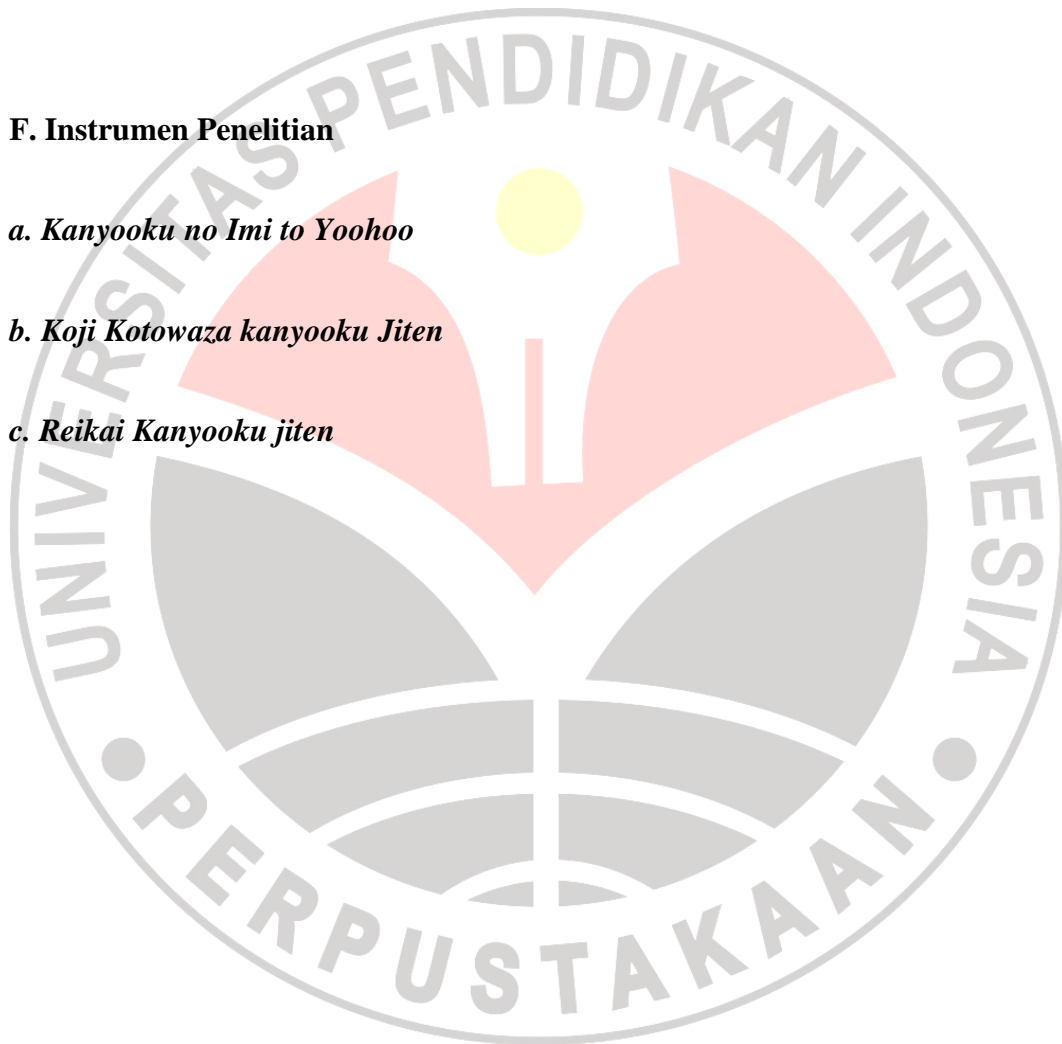 F. Instrumen Penelitian
a. Kanyooku no Imi to Yoohoo
b. Koji Kotowaza kanyooku Jiten
c. Reikai Kanyooku jiten
UNIVERSITAS PENDIDIKAN INDONESIA
PERPUSTAKAAN